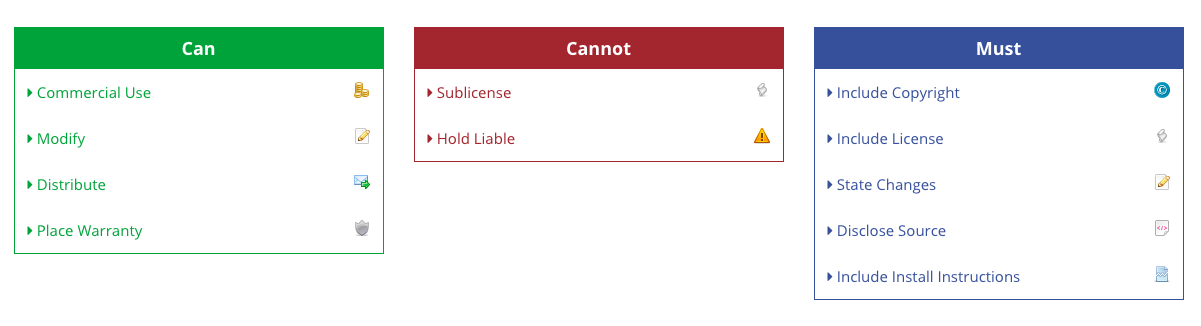 Can
Commercial Use
Modify
Distribute
Place Warranty
Cannot
Sublicense
Hold Liable
Must
Include Copyright
Include License
State Changes
Disclose Source
Include Install Instructions